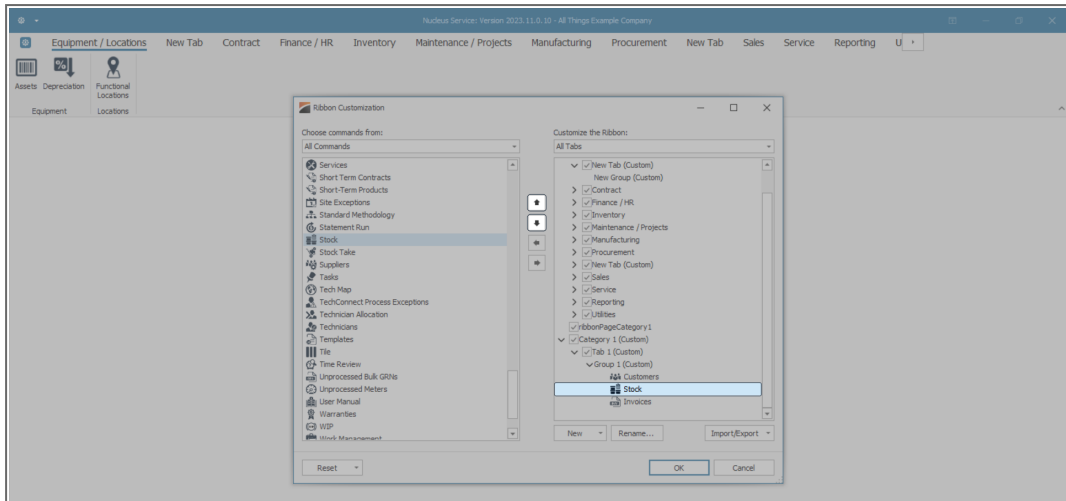 Nucleus Service: Version 2023.11.0.10 - All Things Example Company
Equipment / Locations New Tab Contract Finance / HR Inventory Maintenance / Projects Manufacturing Procurement New Tab Sales Service Reporting U
Assets Depreciation Functional
Locations
Equipment Locations
Ribbon Customization
Choose commands from:
All Commands
Services
Short Term Contracts
Short-Term Products
Site Exceptions
Standard Methodology
Statement Run
Stock
Stock Take
Suppliers
Tasks
Tech Map
TechConnect Process Exceptions
Technician Allocation
Technicians
Templates
Tile
Time Review
Unprocessed Bulk GRNs
Unprocessed Meters
User Manual
Warranties
WIP
Work Management
Customize the Ribbon:
All Tabs
New Tab (Custom)
New Group (Custom)
Contract
Finance / HR
Inventory
Maintenance / Projects
Manufacturing
Procurement
New Tab (Custom)
Sales
Service
Reporting
Utilities
ribbonPageCategory1
Category 1 (Custom)
Tab 1 (Custom)
Group 1 (Custom)
Customers
Stock
Invoices
New Rename... Import/Export
Reset OK Cancel